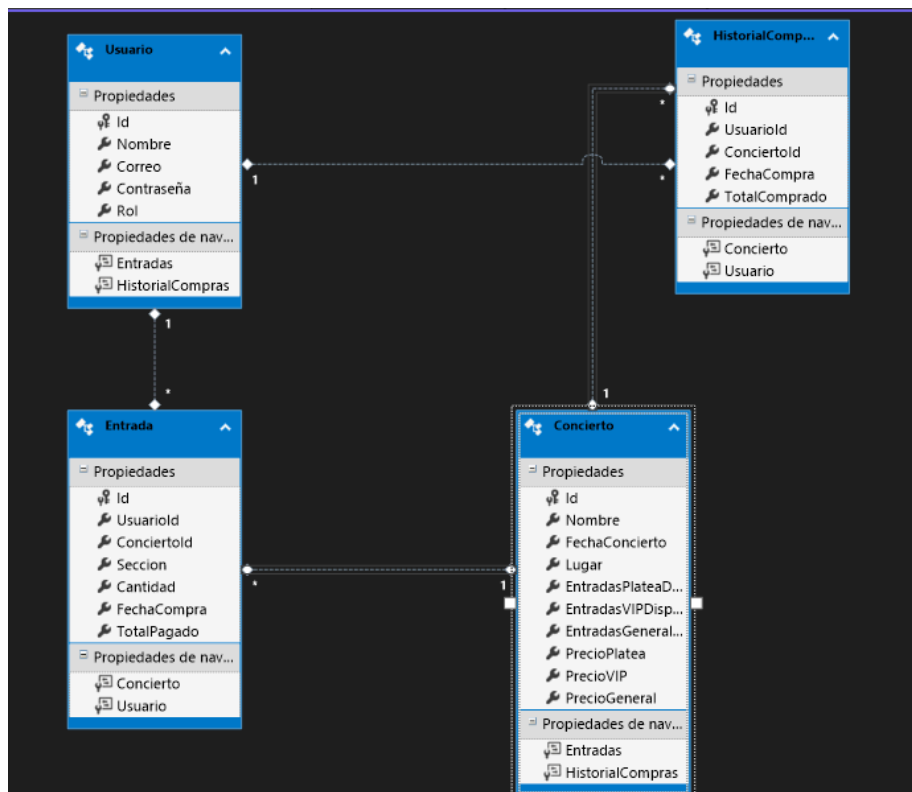 Usuario
Propiedades
Id
Nombre
Correo
Contraseña
Rol
Propiedades de nav...
Entradas
HistorialCompras
HistorialComp...
Propiedades
Id
UsuarioId
ConciertoId
FechaCompra
TotalComprado
Propiedades de nav...
Concierto
Usuario
1
*
*
1
*
1
Entrada
Propiedades
Id
UsuarioId
ConciertoId
Seccion
Cantidad
FechaCompra
TotalPagado
Propiedades de nav...
Concierto
Usuario
*
1
Concierto
Propiedades
Id
Nombre
FechaConcierto
Lugar
EntradasPlateaD...
EntradasVIPDisp...
EntradasGeneral...
PrecioPlatea
PrecioVIP
PrecioGeneral
Propiedades de nav...
Entradas
HistorialCompras